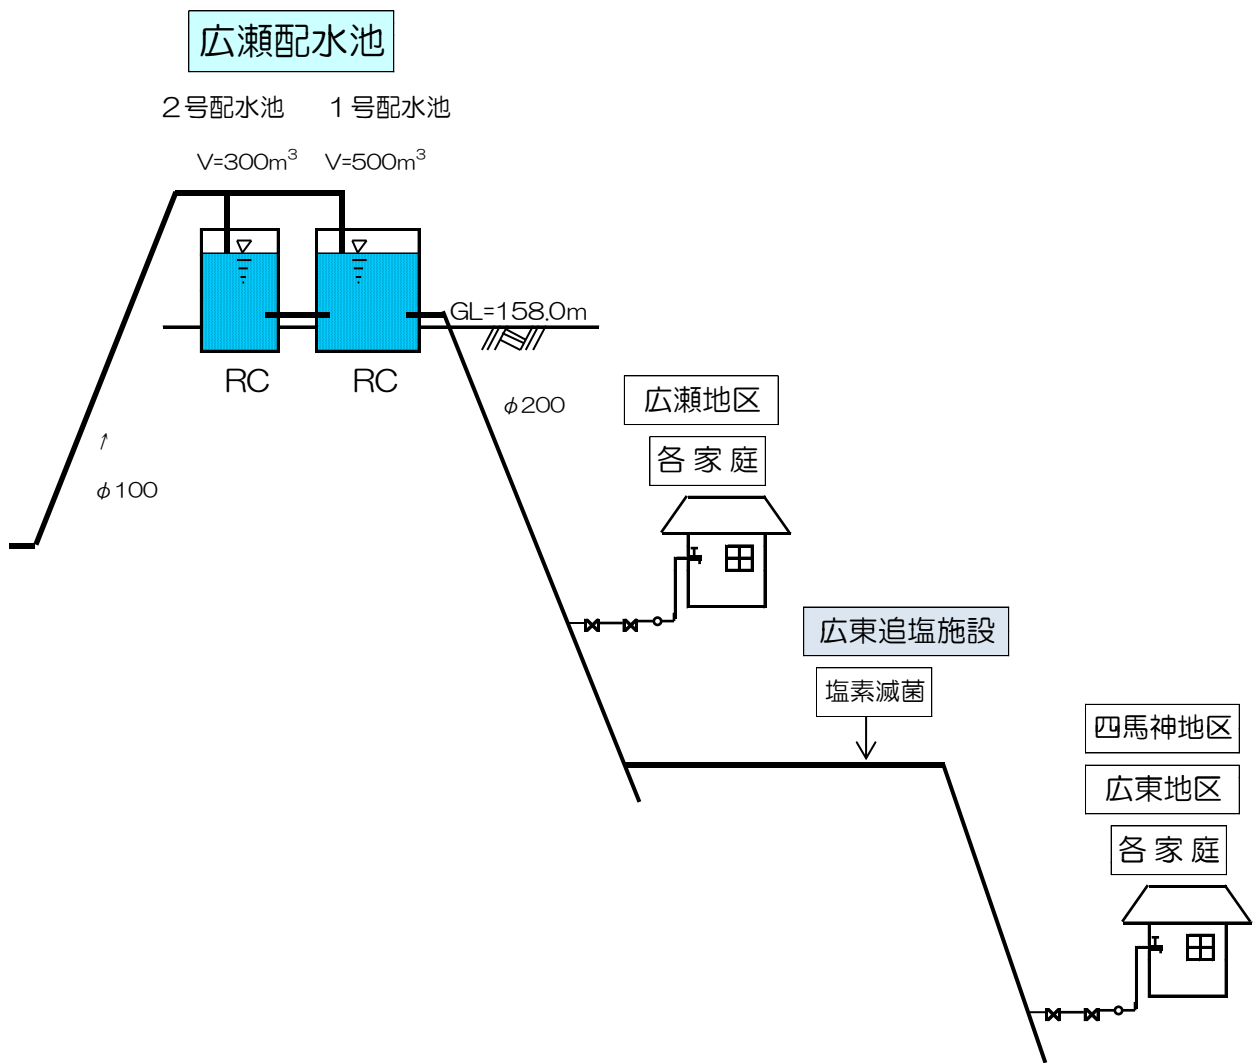 広瀬配水池
２号配水池 １号配水池
V=300m³ V=500m³
GL=158.0m
RC RC
φ200
φ100
広瀬地区
各家庭
広東追塩施設
塩素滅菌
四馬神地区
広東地区
各家庭